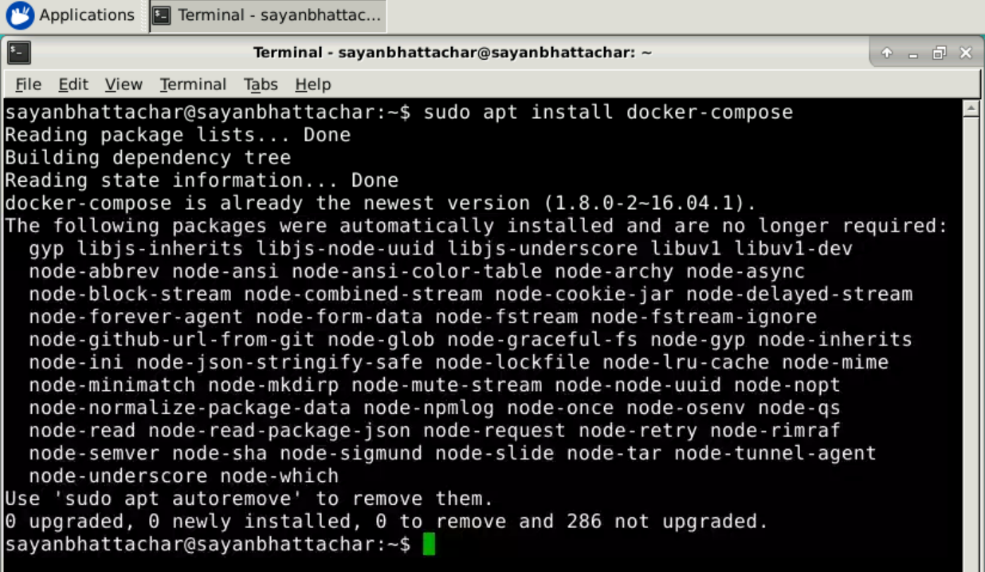 Applications Terminal - sayanbhattac...
Terminal - sayanbhattachar@sayanbhattachar: ~
File Edit View Terminal Tabs Help
sayanbhattachar@sayanbhattachar:~$ sudo apt install docker-compose
Reading package lists... Done
Building dependency tree
Reading state information... Done
docker-compose is already the newest version (1.8.0-2~16.04.1).
The following packages were automatically installed and are no longer required:
  gyp libjs-inherits libjs-node-uuid libjs-underscore libuv1 libuv1-dev
  node-abbrev node-ansi node-ansi-color-table node-archy node-async
  node-block-stream node-combined-stream node-cookie-jar node-delayed-stream
  node-forever-agent node-form-data node-fstream node-fstream-ignore
  node-github-url-from-git node-glob node-graceful-fs node-gyp node-inherits
  node-ini node-json-stringify-safe node-lockfile node-lru-cache node-mime
  node-minimatch node-mkdirp node-mute-stream node-node-uuid node-nopt
  node-normalize-package-data node-npmlog node-once node-osenv node-qs
  node-read node-read-package-json node-request node-retry node-rimraf
  node-semver node-sha node-sigmund node-slide node-tar node-tunnel-agent
  node-underscore node-which
Use 'sudo apt autoremove' to remove them.
0 upgraded, 0 newly installed, 0 to remove and 286 not upgraded.
sayanbhattachar@sayanbhattachar:~$